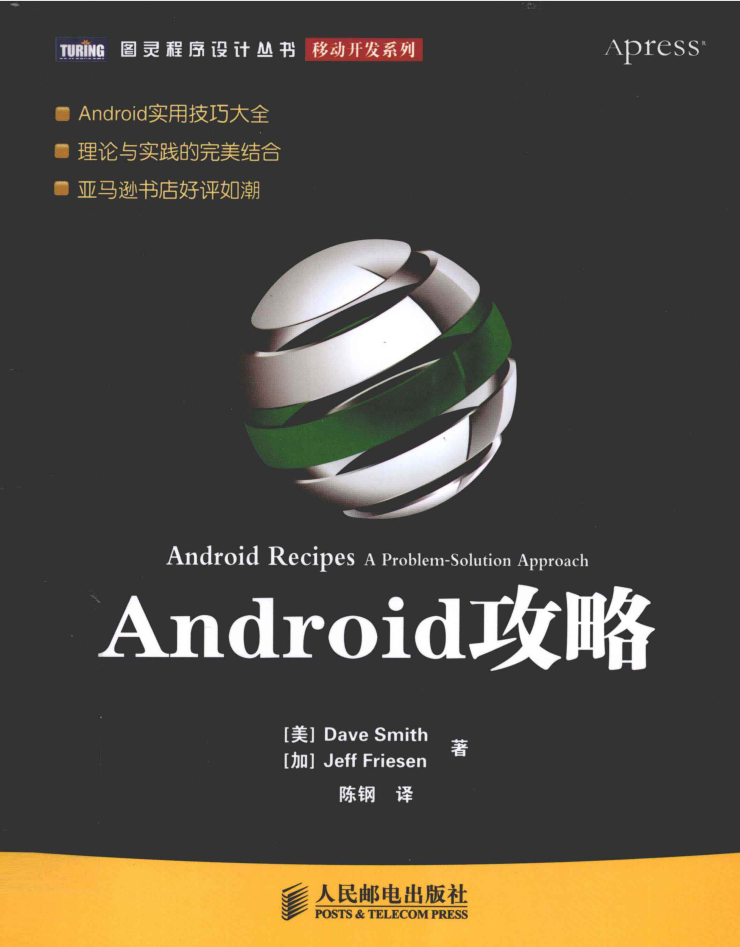 TURING 图灵程序设计丛书 移动开发系列 Apress®
Android实用技巧大全
理论与实践的完美结合
亚马逊书店好评如潮
Android Recipes A Problem-Solution Approach
Android攻略
[美] Dave Smith
[加] Jeff Friesen 著
陈钢 译
人民邮电出版社
POSTS & TELECOM PRESS